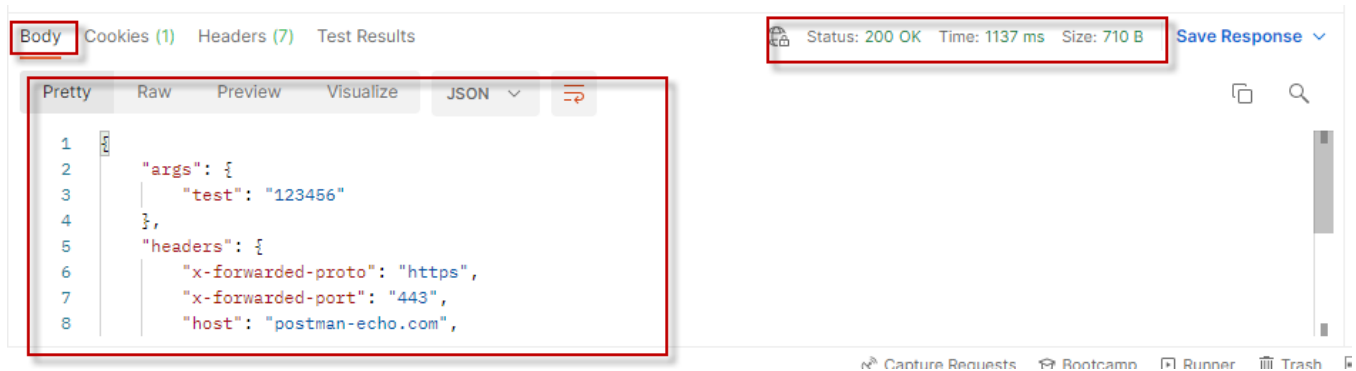 Body Cookies (1) Headers (7) Test Results Status: 200 OK Time: 1137 ms Size: 710 B Save Response
Pretty Raw Preview Visualize JSON
1 {
2 "args": {
3 "test": "123456"
4 },
5 "headers": {
6 "x-forwarded-proto": "https",
7 "x-forwarded-port": "443",
8 "host": "postman-echo.com",
Capture Requests Bootcamp Runner Trash